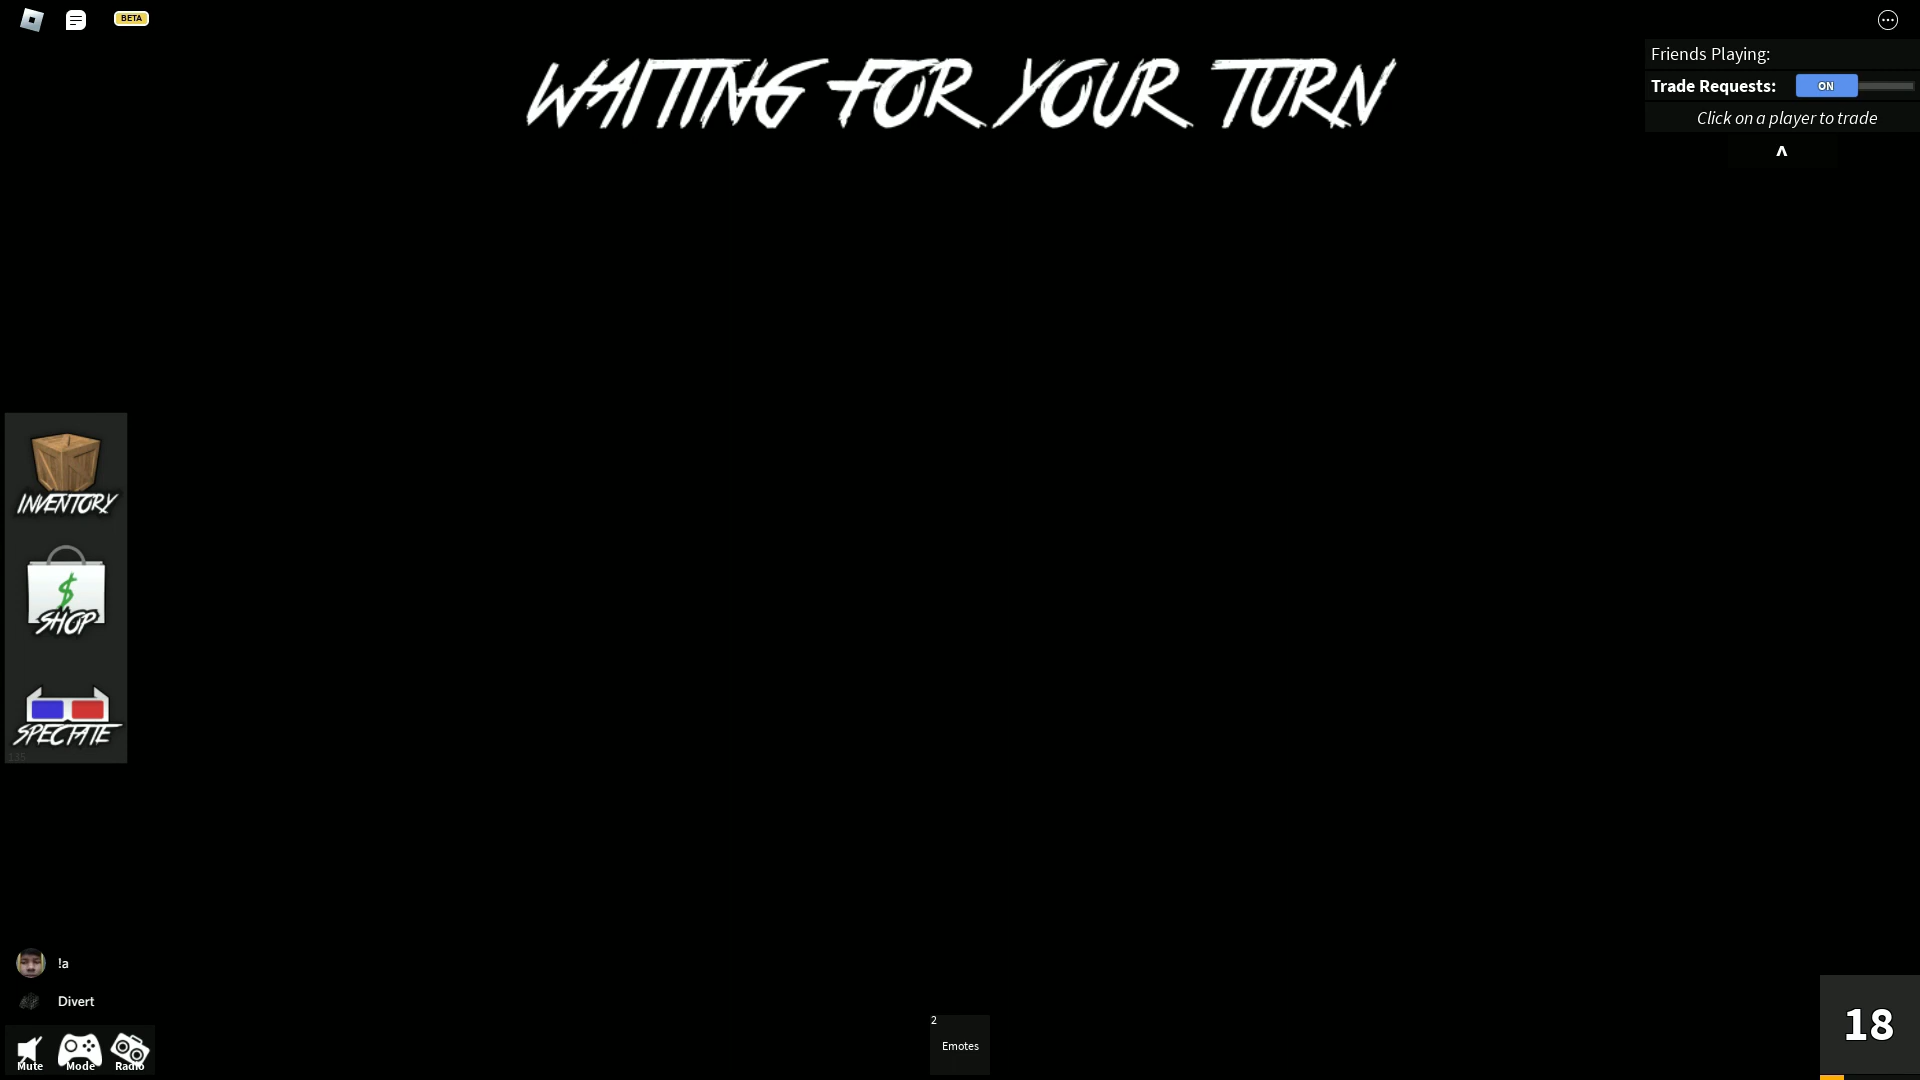 BETA
WAITING FOR YOUR TURN
Friends Playing:
Trade Requests: ON
Click on a player to trade
INVENTORY
$
SHOP
SPECTATE
135
!a
Divert
Mute Mode Radio
2
Emotes
18